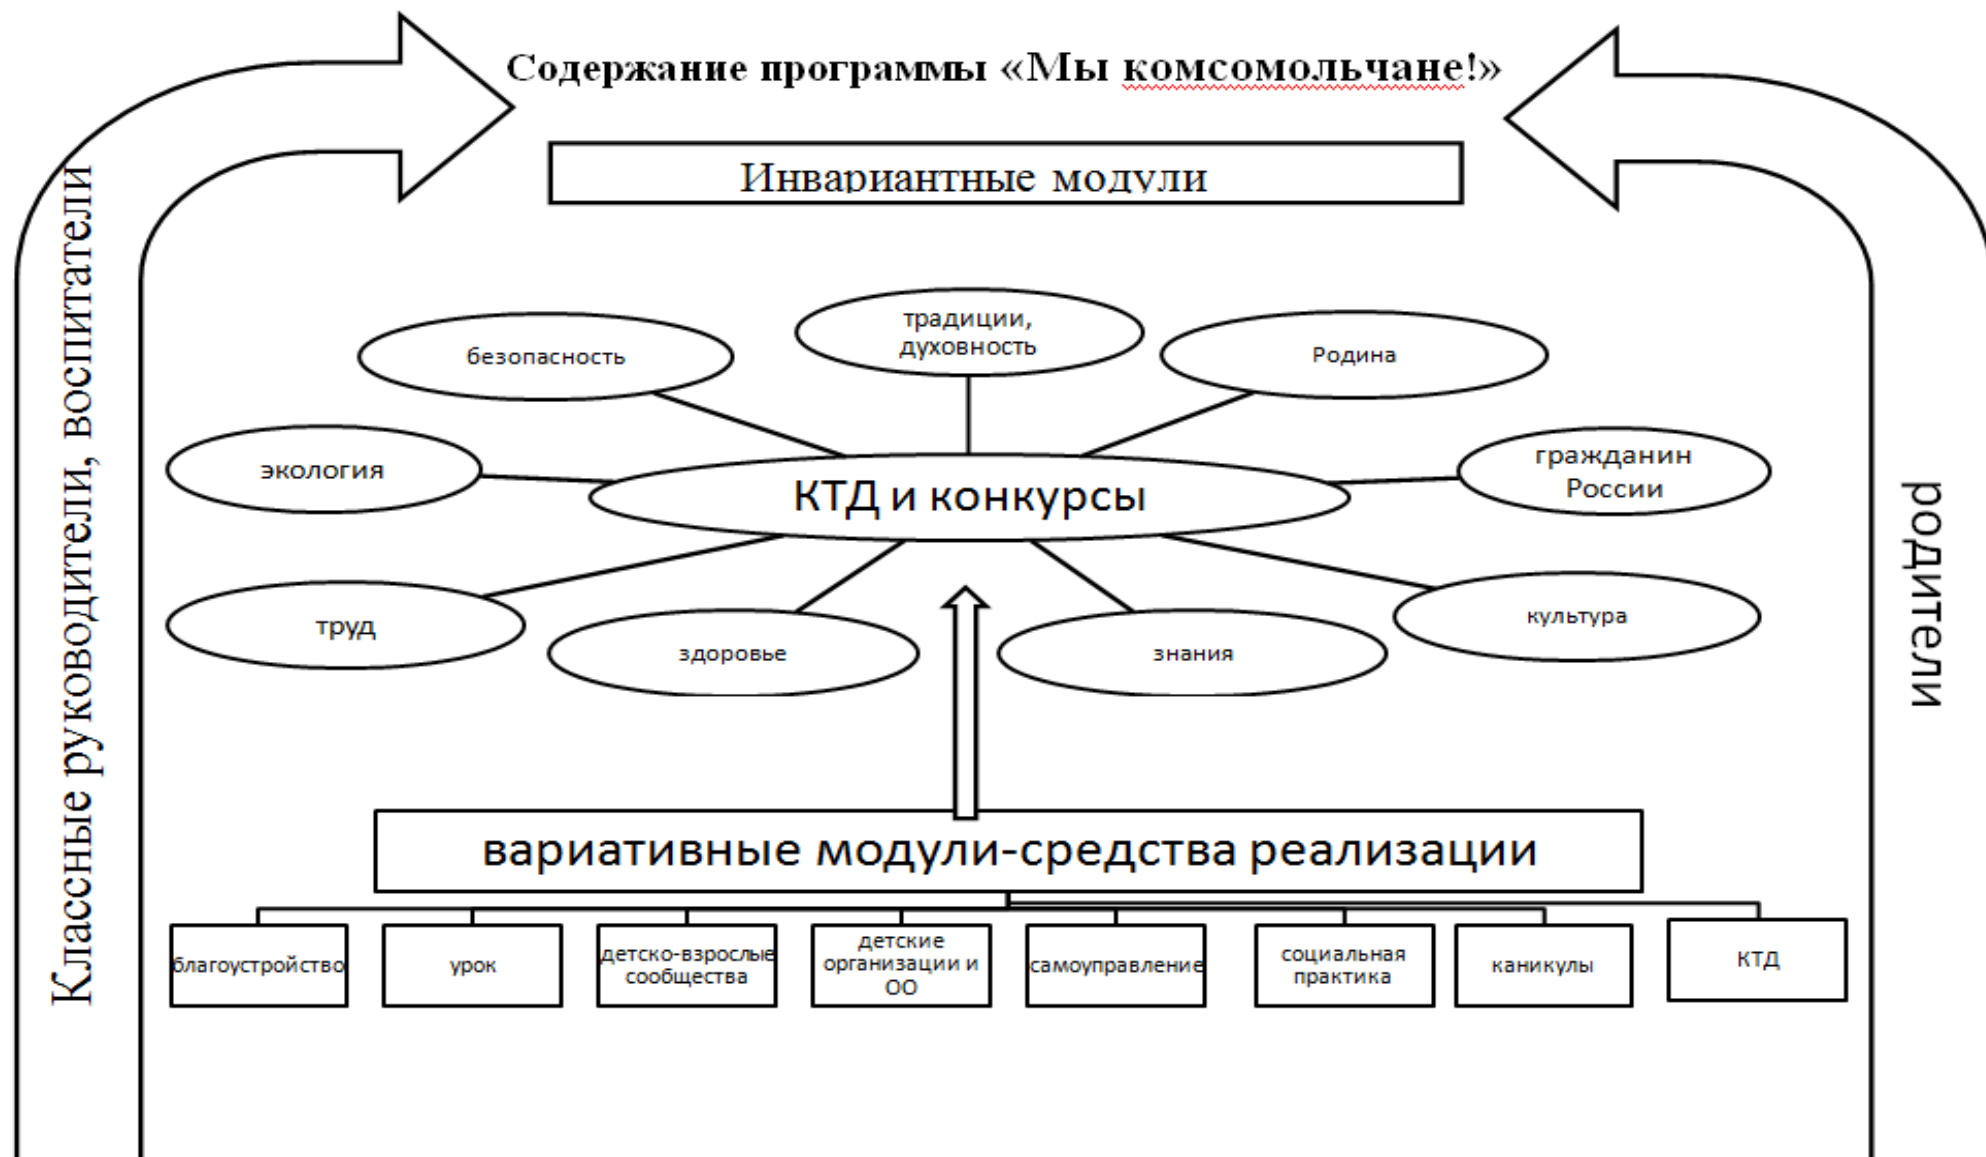 Содержание программы «Мы комсомольчане!»
Инвариантные модули
Классные руководители, воспитатели
родители
традиции,
духовность
безопасность
Родина
экология
гражданин
России
КТД и конкурсы
труд
здоровье
знания
культура
вариативные модули-средства реализации
благоустройство
урок
детско-взрослые
сообщества
детские
организации и
ОО
самоуправление
социальная
практика
каникулы
КТД